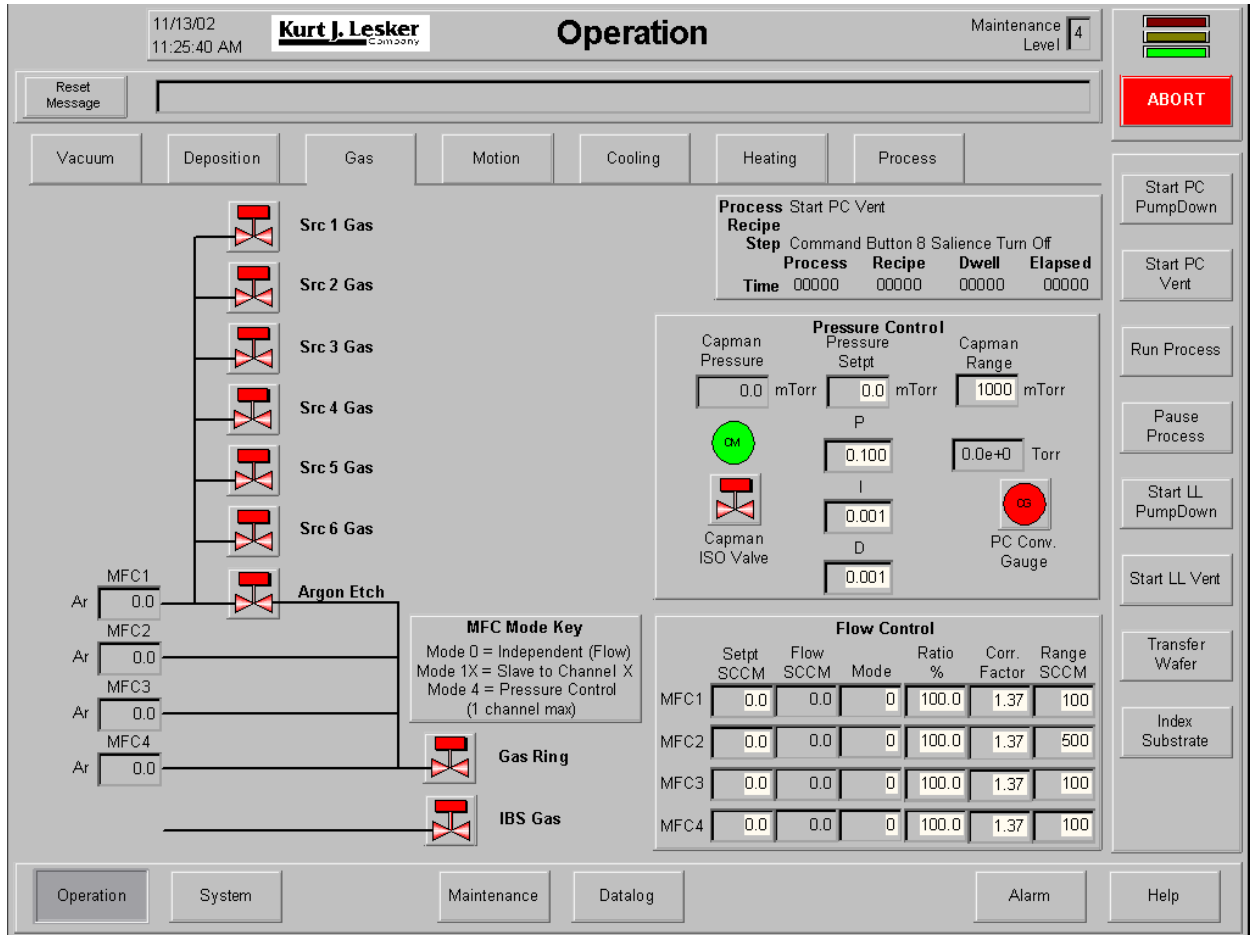 11/13/02
11:25:40 AM
Kurt J. Lesker
Company
Operation
Maintenance
Level 4
Reset
Message
ABORT
Vacuum
Deposition
Gas
Motion
Cooling
Heating
Process
Src 1 Gas
Src 2 Gas
Src 3 Gas
Src 4 Gas
Src 5 Gas
Src 6 Gas
Argon Etch
MFC1
Ar 0.0
MFC2
Ar 0.0
MFC3
Ar 0.0
MFC4
Ar 0.0
MFC Mode Key
Mode 0 = Independent (Flow)
Mode 1X = Slave to Channel X
Mode 4 = Pressure Control
(1 channel max)
Gas Ring
IBS Gas
Process Start PC Vent
Recipe
Step Command Button 8 Salience Turn Off
Process Recipe Dwell Elapsed
Time 00000 00000 00000 00000
Pressure Control
Capman
Pressure
0.0 mTorr
Pressure
Setpt
0.0 mTorr
Capman
Range
1000 mTorr
CM
Capman
ISO Valve
P
0.100
I
0.001
D
0.001
0.0e+0 Torr
CG
PC Conv.
Gauge
Flow Control
Setpt Flow Ratio Corr. Range
SCCM SCCM Mode % Factor SCCM
MFC1 0.0 0.0 0 100.0 1.37 100
MFC2 0.0 0.0 0 100.0 1.37 500
MFC3 0.0 0.0 0 100.0 1.37 100
MFC4 0.0 0.0 0 100.0 1.37 100
Start PC
PumpDown
Start PC
Vent
Run Process
Pause
Process
Start LL
PumpDown
Start LL Vent
Transfer
Wafer
Index
Substrate
Operation
System
Maintenance
Datalog
Alarm
Help